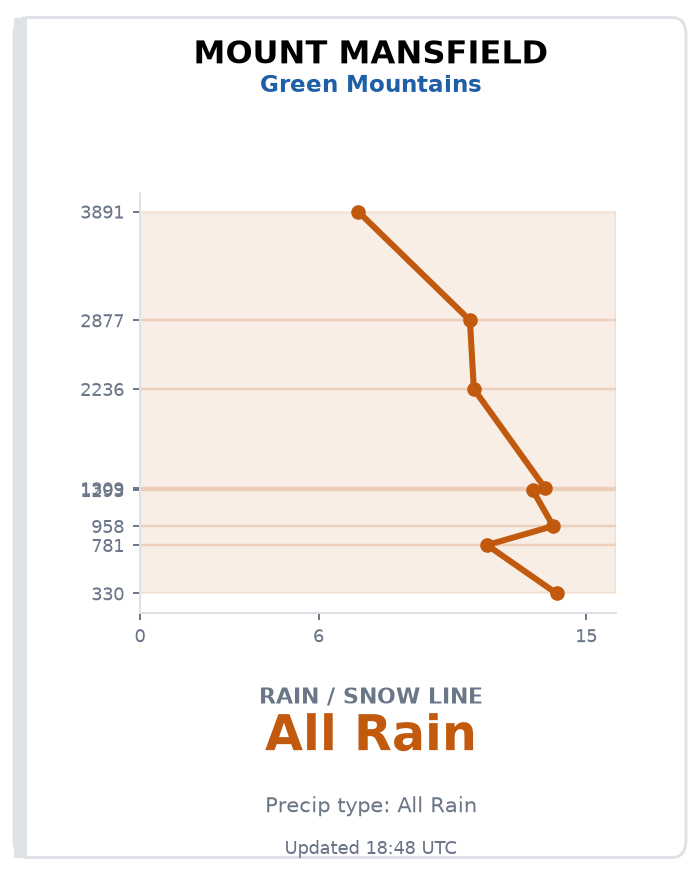 MOUNT MANSFIELD
Green Mountains
3891
2877
2236
958
781
330
0 6 15
RAIN / SNOW LINE
All Rain
Precip type: All Rain
Updated 18:48 UTC